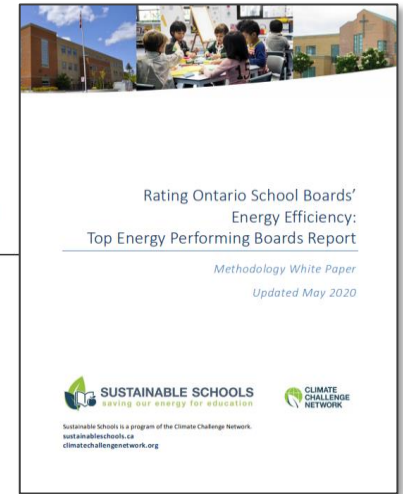 Rating Ontario School Boards’
Energy Efficiency:
Top Energy Performing Boards Report
Methodology White Paper
Updated May 2020
SUSTAINABLE SCHOOLS
saving our energy for education
CLIMATE
CHALLENGE
NETWORK
Sustainable Schools is a program of the Climate Challenge Network.
sustainableschools.ca
climatechallengenetwork.org